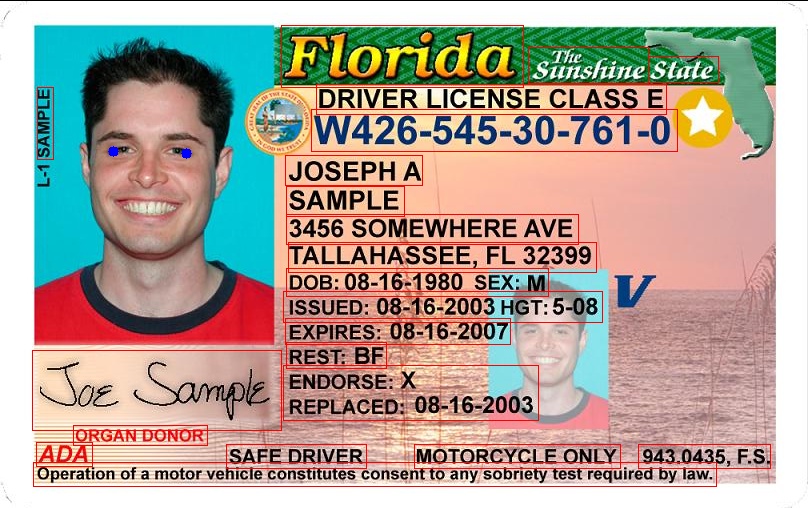 Florida
The Sunshine State
DRIVER LICENSE CLASS E
W426-545-30-761-0
L-1 SAMPLE
JOSEPH A
SAMPLE
3456 SOMEWHERE AVE
TALLAHASSEE, FL 32399
DOB: 08-16-1980 SEX: M
ISSUED: 08-16-2003 HGT: 5-08
EXPIRES: 08-16-2007
REST: BF
ENDORSE: X
REPLACED: 08-16-2003
V
Joe Sample
ORGAN DONOR
ADA SAFE DRIVER MOTORCYCLE ONLY 943.0435, F.S.
Operation of a motor vehicle constitutes consent to any sobriety test required by law.